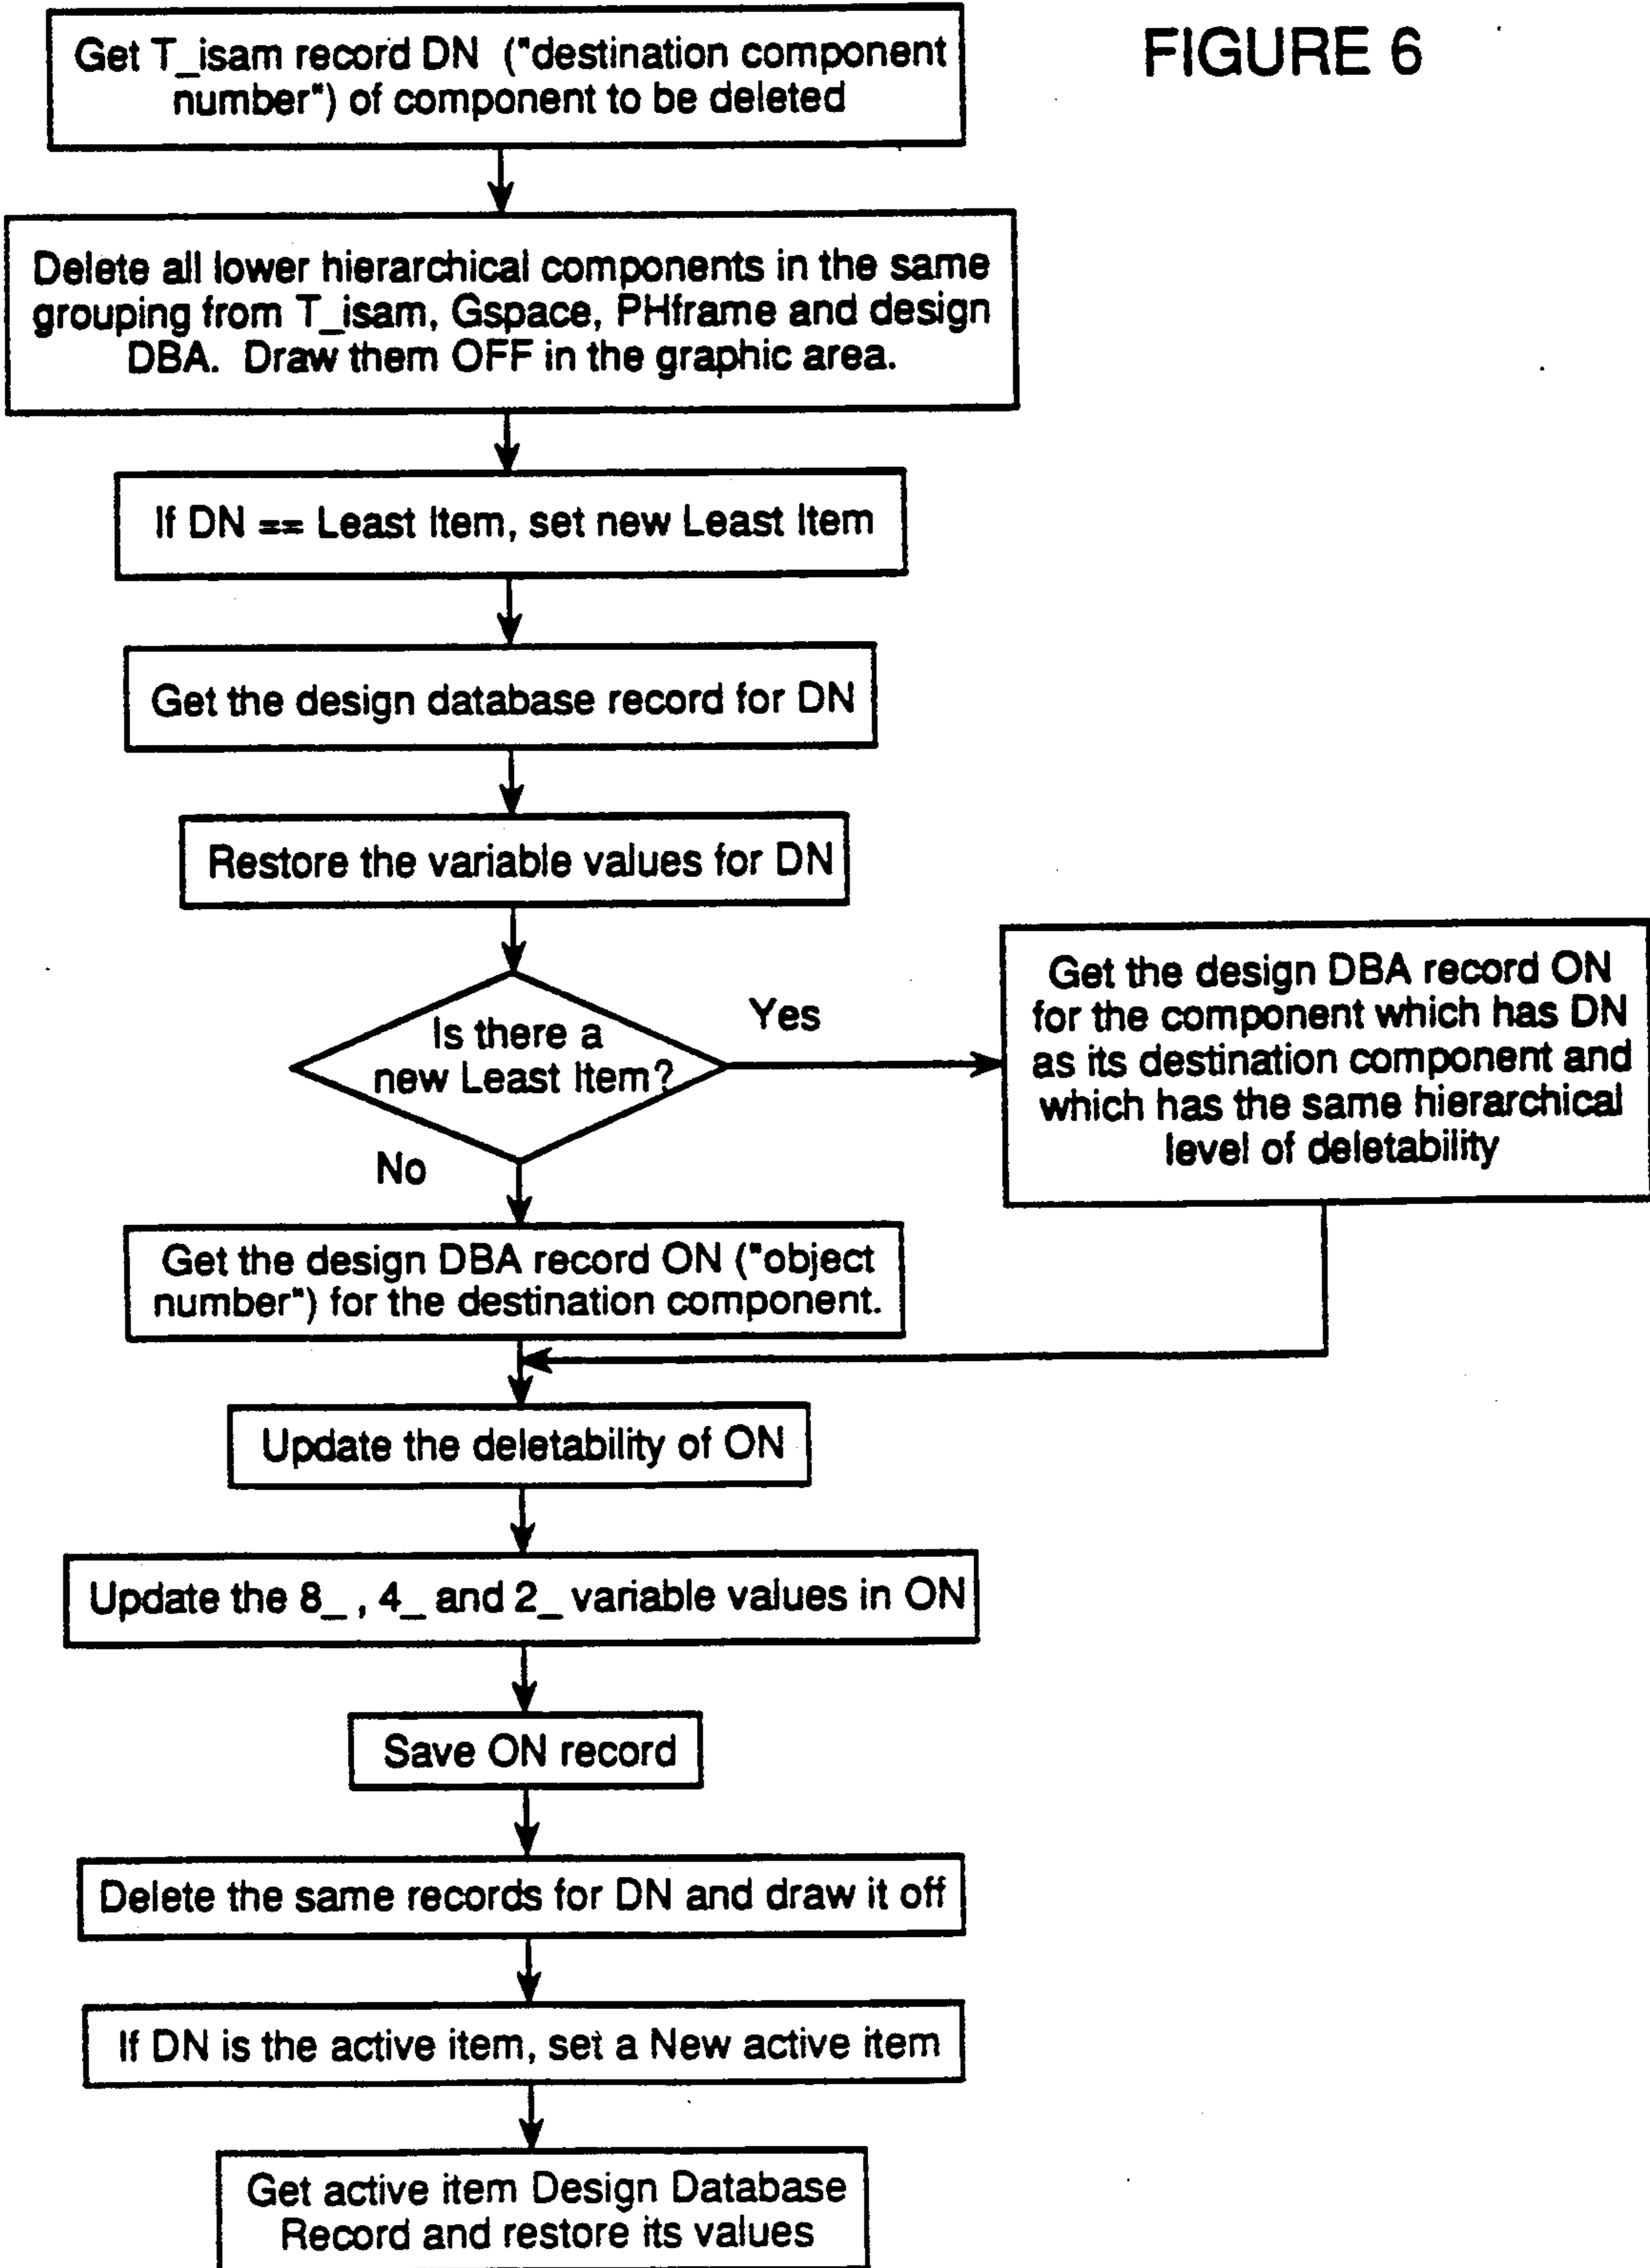 FIGURE 6
Get T_isam record DN ("destination component
number") of component to be deleted
Delete all lower hierarchical components in the same
grouping from T_isam, Gspace, PHframe and design
DBA. Draw them OFF in the graphic area.
If DN == Least Item, set new Least Item
Get the design database record for DN
Restore the variable values for DN
Is there a
new Least Item?
Yes
Get the design DBA record ON
for the component which has DN
as its destination component and
which has the same hierarchical
level of deletability
No
Get the design DBA record ON ("object
number") for the destination component.
Update the deletability of ON
Update the 8_ , 4_ and 2_ variable values in ON
Save ON record
Delete the same records for DN and draw it off
If DN is the active item, set a New active item
Get active item Design Database
Record and restore its values